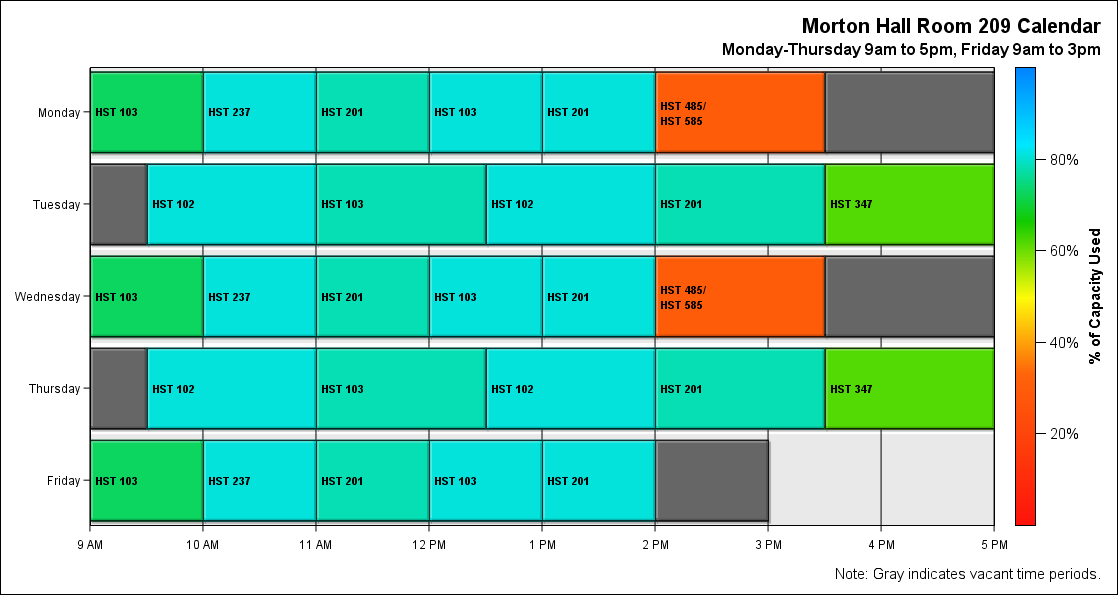 Morton Hall Room 209 Calendar
Monday-Thursday 9am to 5pm, Friday 9am to 3pm
Monday
HST 103
HST 237
HST 201
HST 103
HST 201
HST 485/
HST 585
Tuesday
HST 102
HST 103
HST 102
HST 201
HST 347
Wednesday
HST 103
HST 237
HST 201
HST 103
HST 201
HST 485/
HST 585
Thursday
HST 102
HST 103
HST 102
HST 201
HST 347
Friday
HST 103
HST 237
HST 201
HST 103
HST 201
9 AM
10 AM
11 AM
12 PM
1 PM
2 PM
3 PM
4 PM
5 PM
80%
60%
40%
20%
% of Capacity Used
Note: Gray indicates vacant time periods.